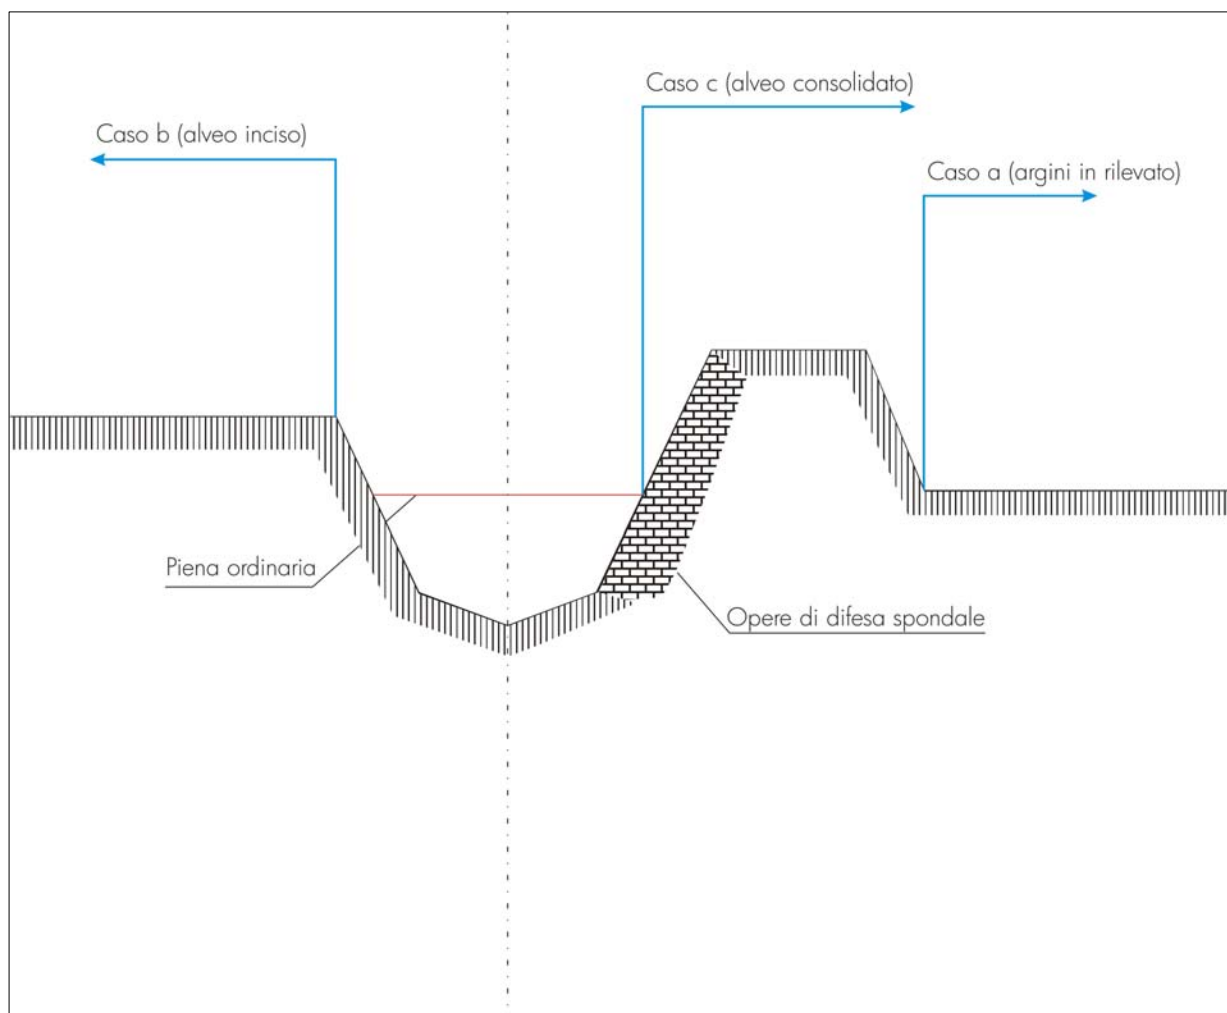 Caso c (alveo consolidato)
Caso b (alveo inciso)
Caso a (argini in rilevato)
Piena ordinaria
Opere di difesa spondale